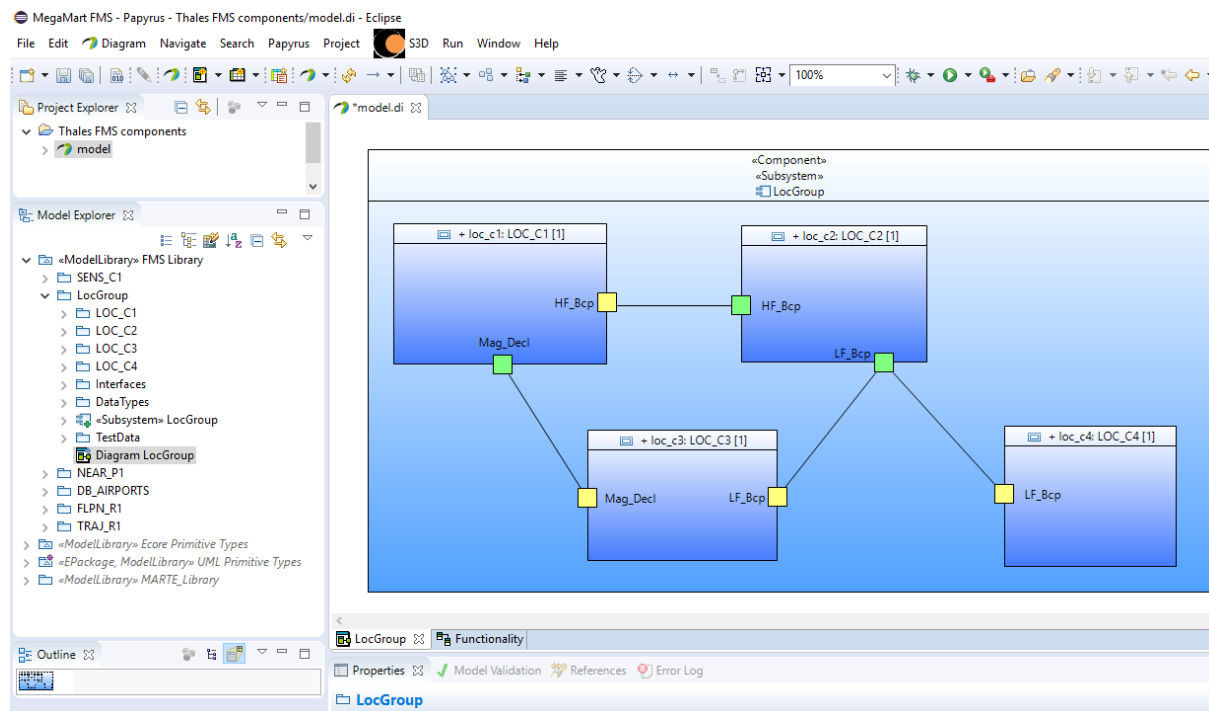 MegaMart FMS - Papyrus - Thales FMS components/model.di - Eclipse
File Edit Diagram Navigate Search Papyrus Project S3D Run Window Help
010
100%
Project Explorer
Thales FMS components
model
Model Explorer
«ModelLibrary» FMS Library
SENS_C1
LocGroup
LOC_C1
LOC_C2
LOC_C3
LOC_C4
Interfaces
DataTypes
«Subsystem» LocGroup
TestData
Diagram LocGroup
NEAR_P1
DB_AIRPORTS
FLPN_R1
TRAJ_R1
«ModelLibrary» Ecore Primitive Types
«EPackage, ModelLibrary» UML Primitive Types
«ModelLibrary» MARTE_Library
Outline
*model.di
«Component»
«Subsystem»
LocGroup
+ loc_c1: LOC_C1 [1]
HF_Bcp
Mag_Decl
+ loc_c2: LOC_C2 [1]
HF_Bcp
LF_Bcp
+ loc_c3: LOC_C3 [1]
Mag_Decl
LF_Bcp
+ loc_c4: LOC_C4 [1]
LF_Bcp
LocGroup Functionality
Properties Model Validation References Error Log
LocGroup